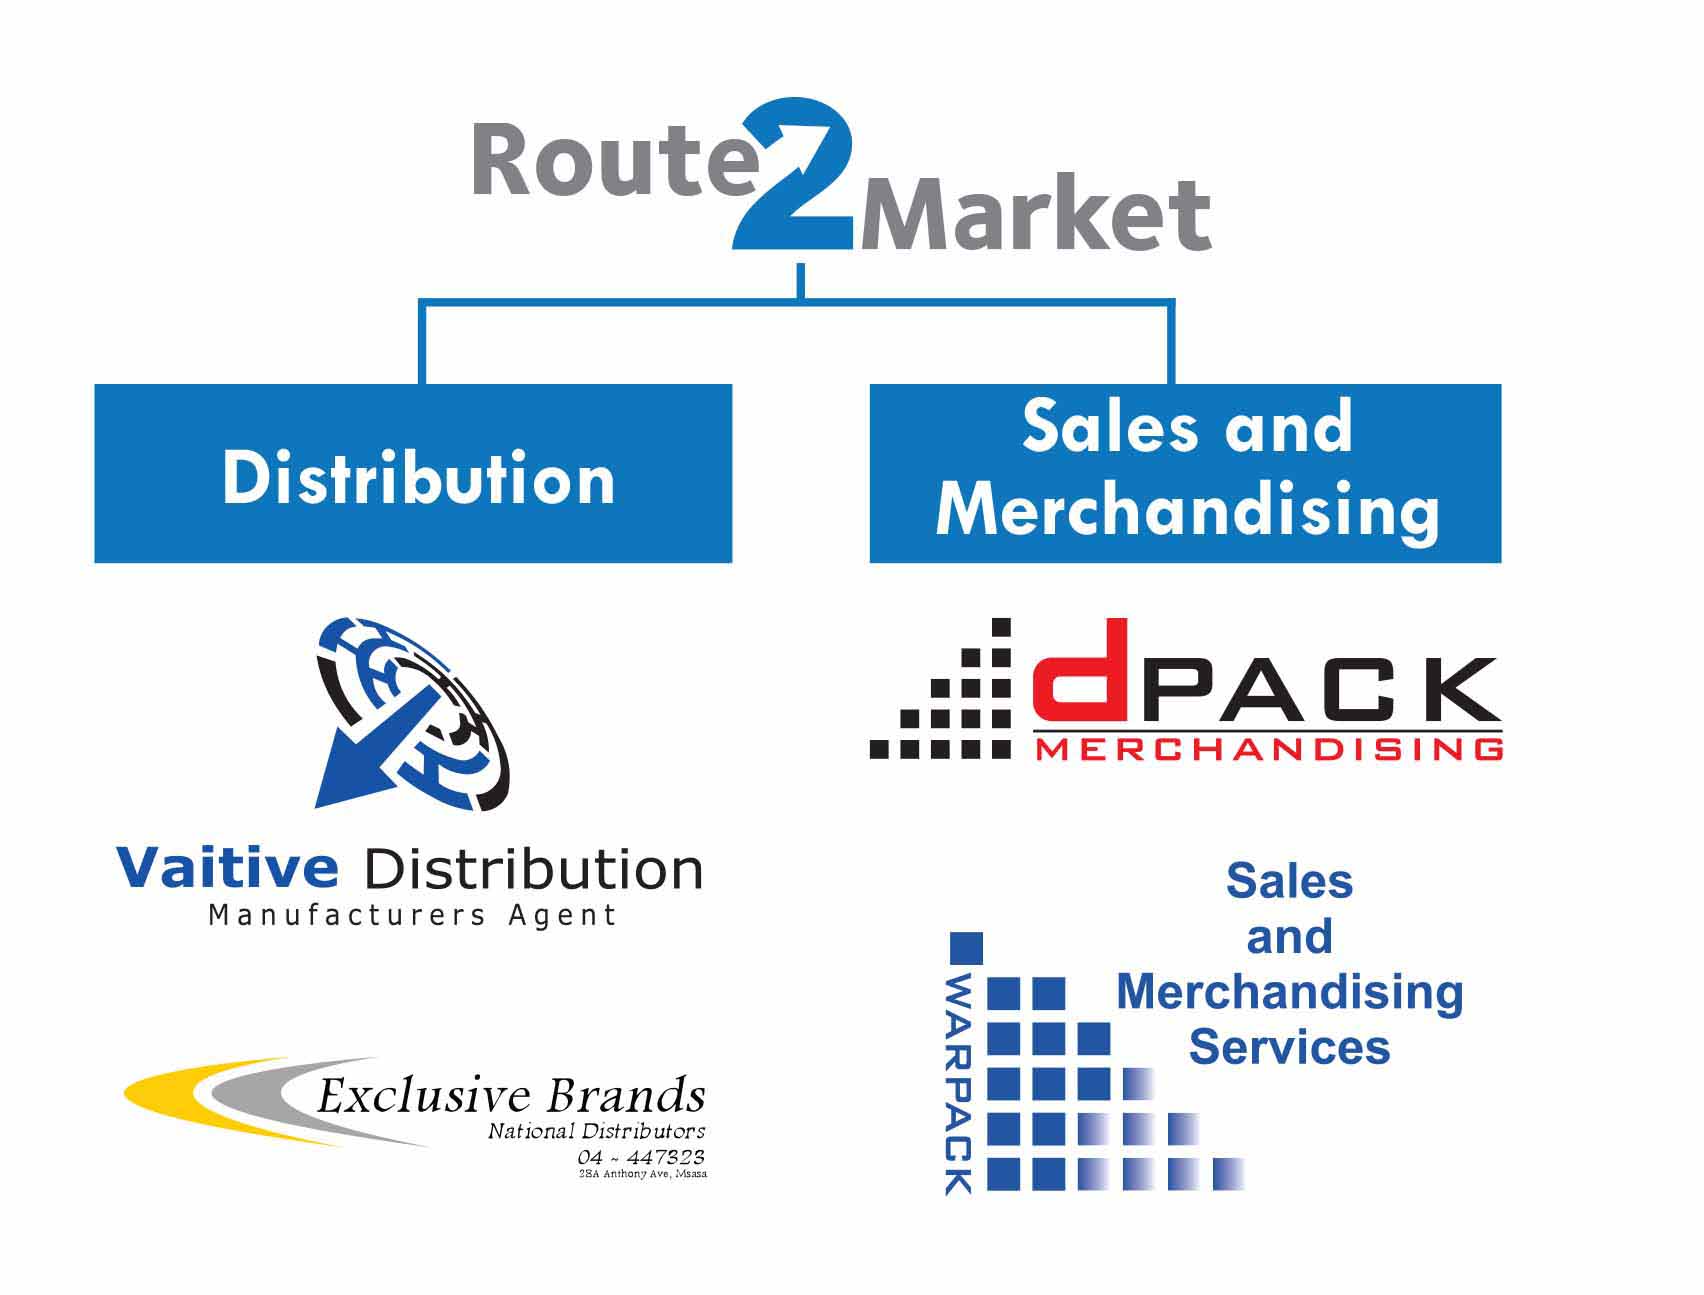 Route2Market
Distribution
Sales and
Merchandising
Vaitive Distribution
Manufacturers Agent
Exclusive Brands
National Distributors
04 ~ 447323
28A Anthony Ave, Msasa
dPACK
MERCHANDISING
Sales
and
Merchandising
Services
WARPACK